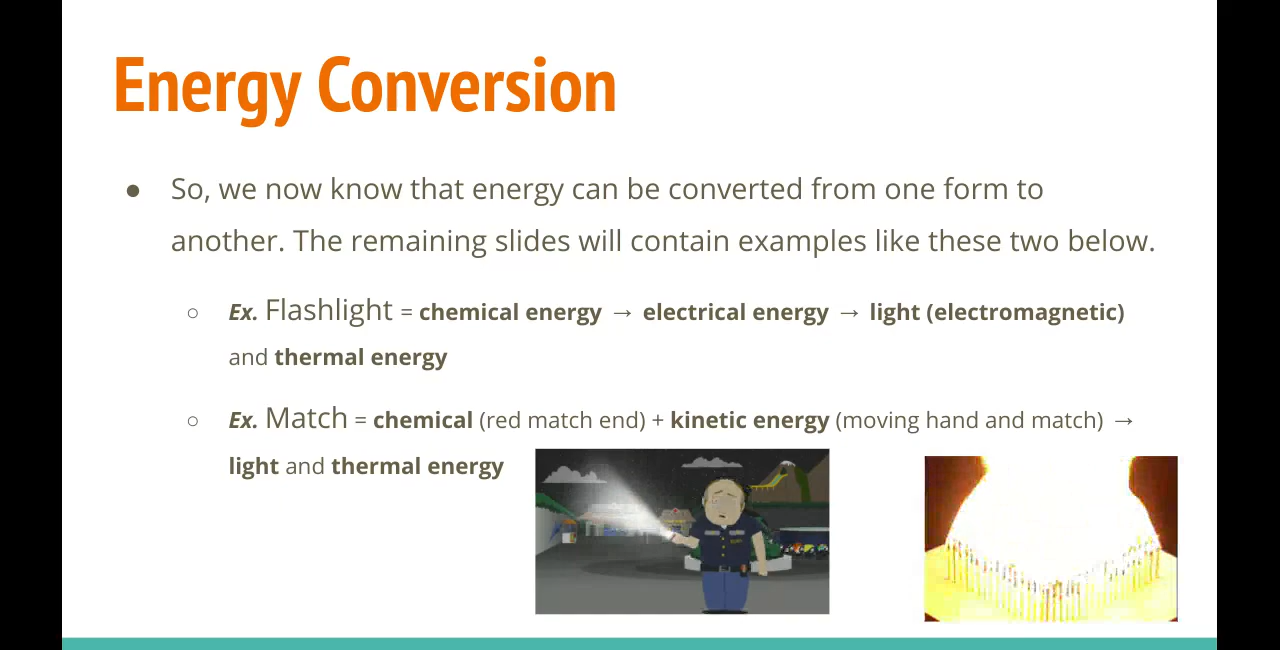 Energy Conversion
● So, we now know that energy can be converted from one form to
another. The remaining slides will contain examples like these two below.
○ Ex. Flashlight = chemical energy → electrical energy → light (electromagnetic)
and thermal energy
○ Ex. Match = chemical (red match end) + kinetic energy (moving hand and match) →
light and thermal energy